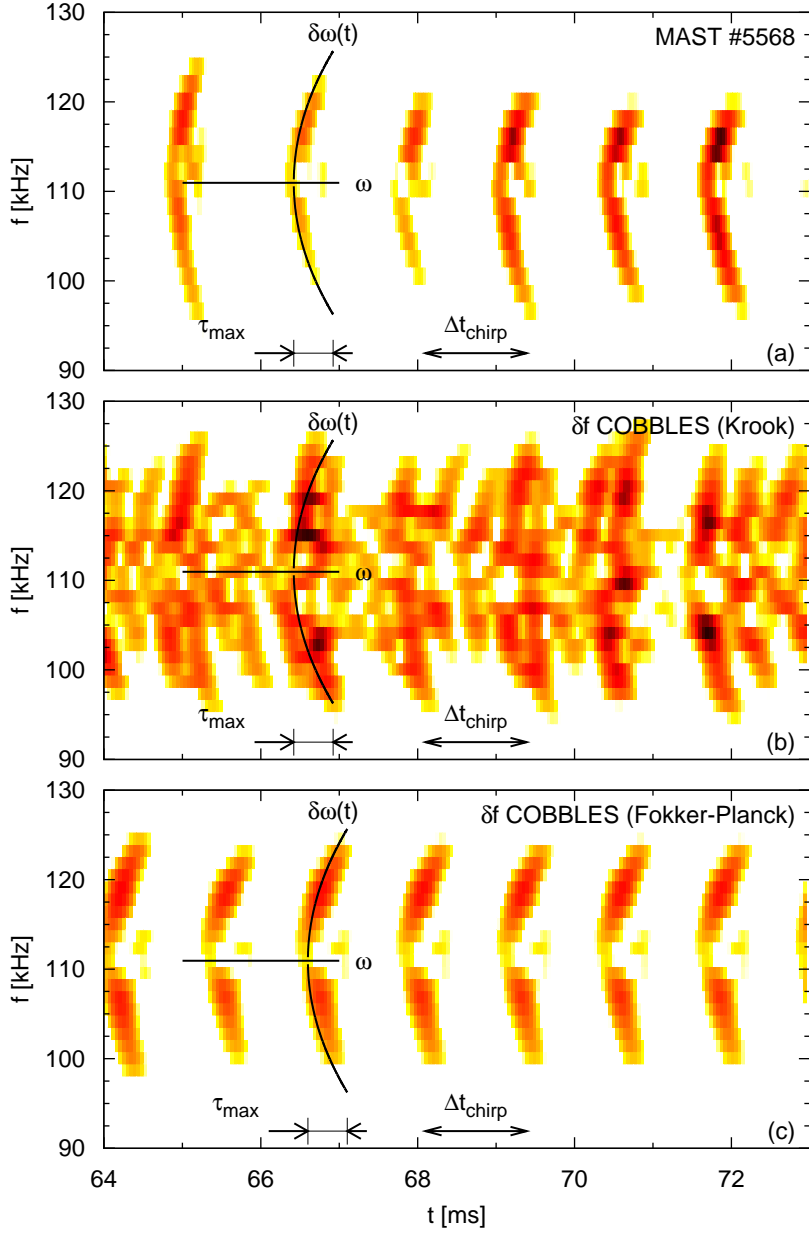 130
δω(t)
MAST #5568
120
110
ω
100
τmax
Δtchirp
90
(a)
f [kHz]
130
δω(t)
δf COBBLES (Krook)
120
110
ω
100
τmax
Δtchirp
90
(b)
f [kHz]
130
δω(t)
δf COBBLES (Fokker-Planck)
120
110
ω
100
τmax
Δtchirp
90
(c)
f [kHz]
64 66 68 70 72
t [ms]